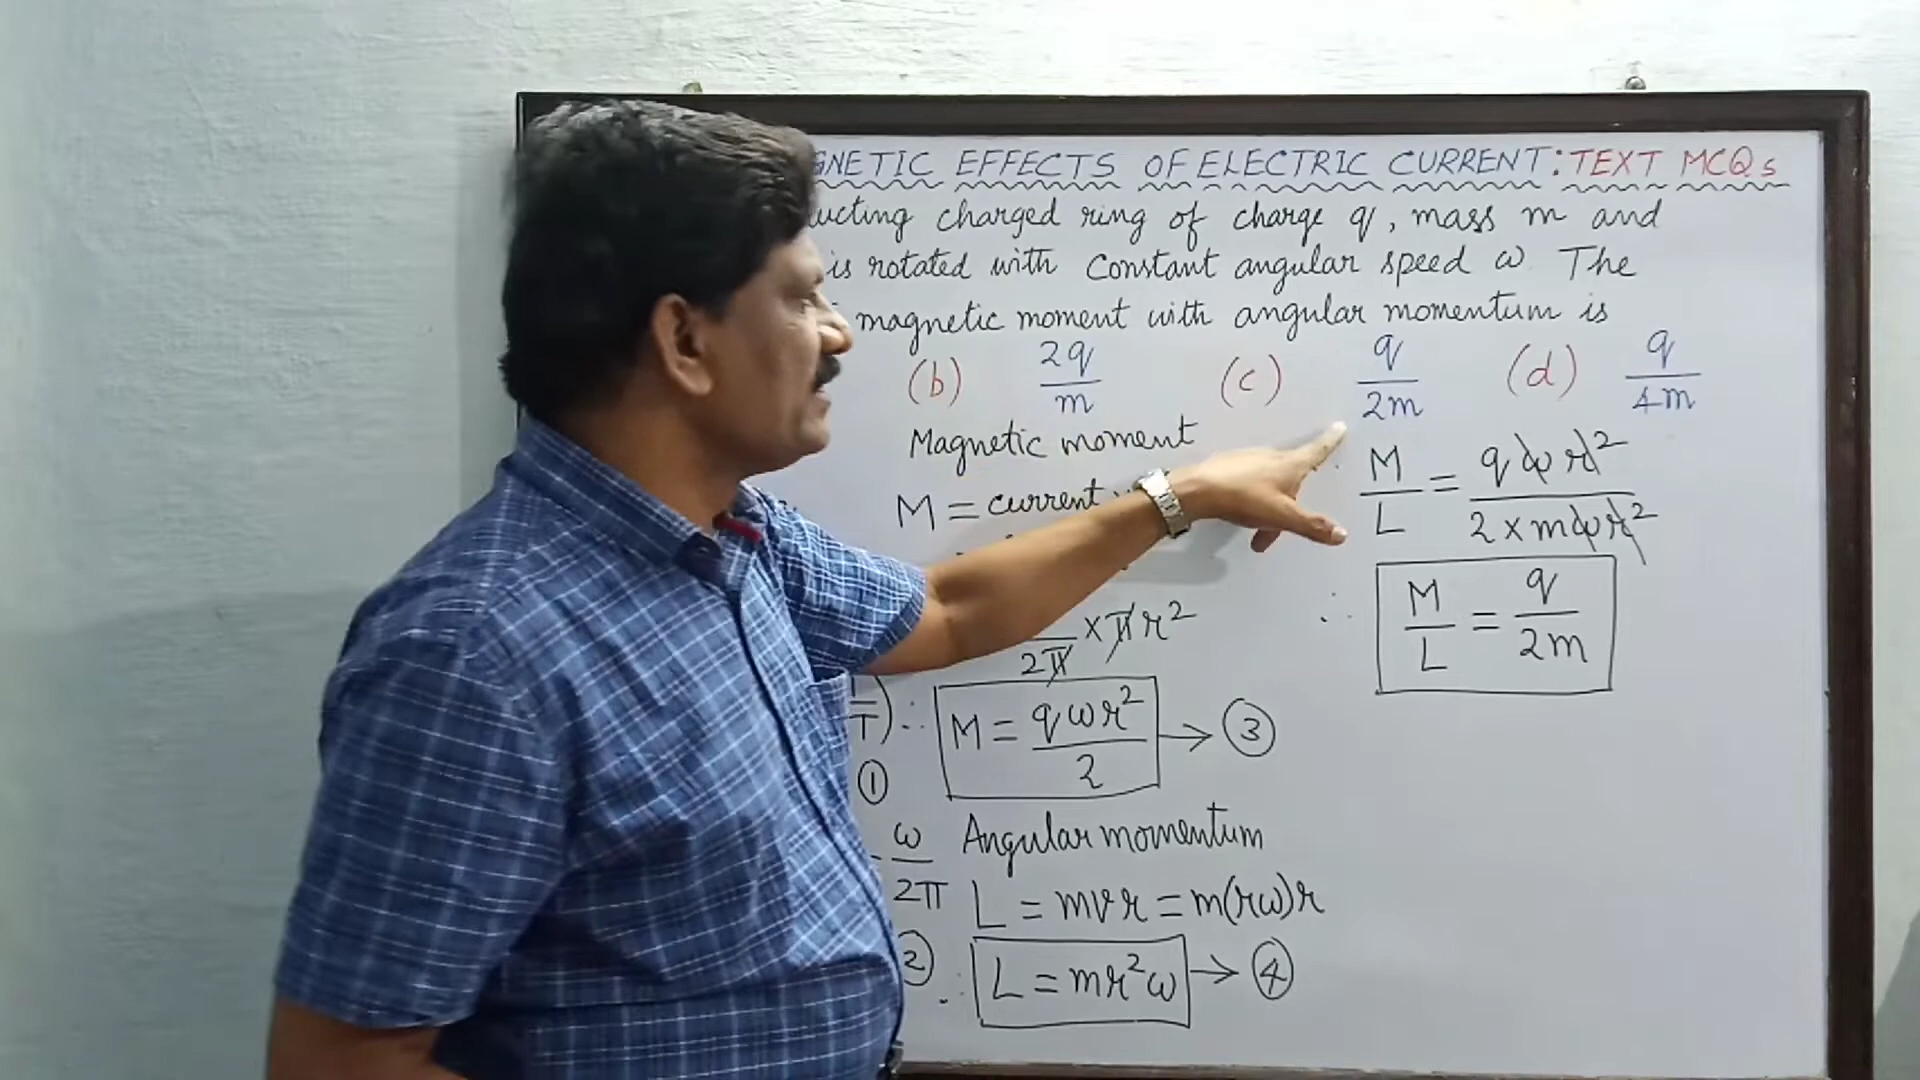 GNETIC EFFECTS OF ELECTRIC CURRENT: TEXT MCQs
ucting charged ring of charge q, mass m and
is rotated with Constant angular speed ω The
magnetic moment with angular momentum is
(b) 2q/m (c) q/2m (d) q/4m
Magnetic moment
M = current
2π × πr²
T) ∴ M = qωr²/2 → ③
①
ω/2π
②
Angular momentum
L = mvr = m(rω)r
∴ L = mr²ω → ④
∴ M/L = qωr²/2×mωr²
∴ M/L = q/2m